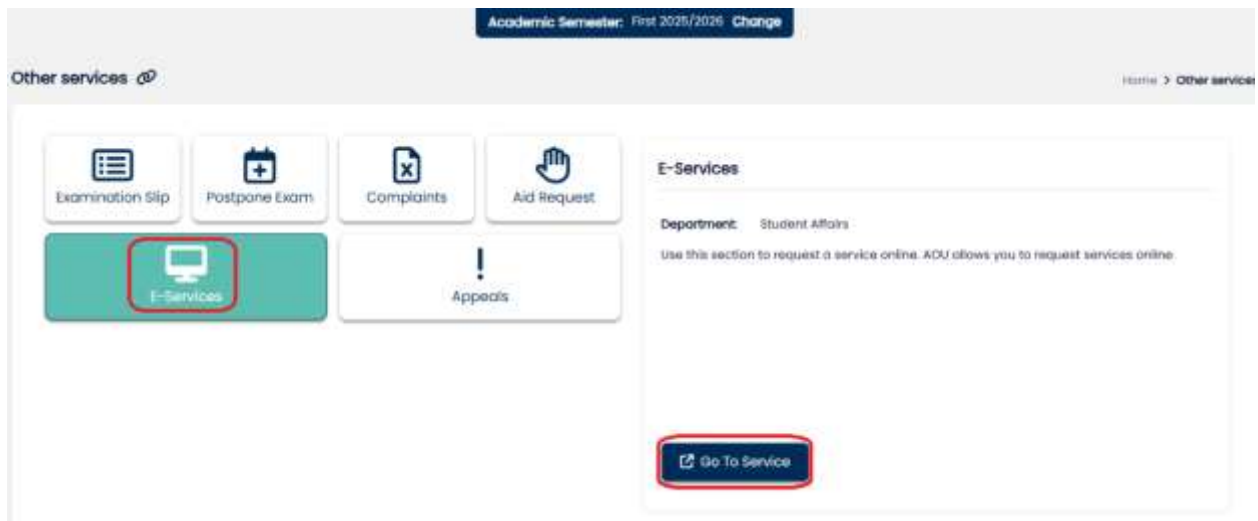 Academic Semester: First 2025/2026 Change
Other services
Home > Other services
Examination Slip
Postpone Exam
Complaints
Aid Request
E-Services
Appeals
E-Services
Department: Student Affairs
Use this section to request a service online. AOU allows you to request services online
Go To Service